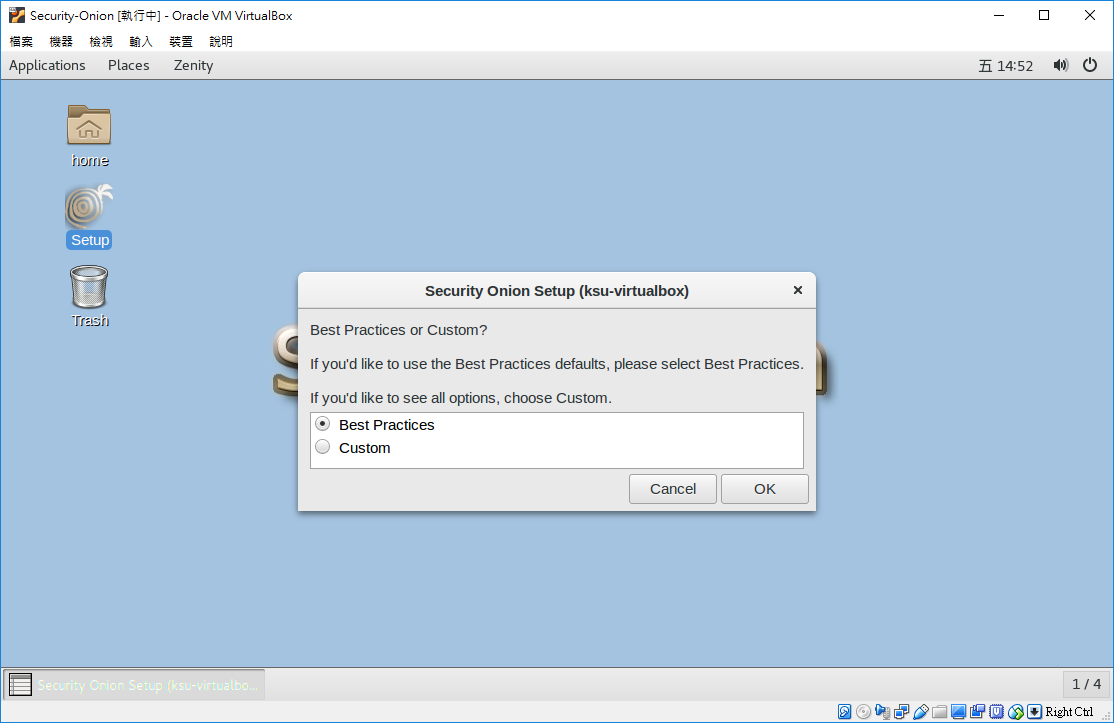 Security-Onion [執行中] - Oracle VM VirtualBox
檔案 機器 檢視 輸入 裝置 說明
Applications Places Zenity 五 14:52
home
Setup
Trash
Security Onion Setup (ksu-virtualbox)
Best Practices or Custom?
If you'd like to use the Best Practices defaults, please select Best Practices.
If you'd like to see all options, choose Custom.
Best Practices
Custom
Cancel OK
Security Onion Setup (ksu-virtualbo...
1 / 4
Right Ctrl